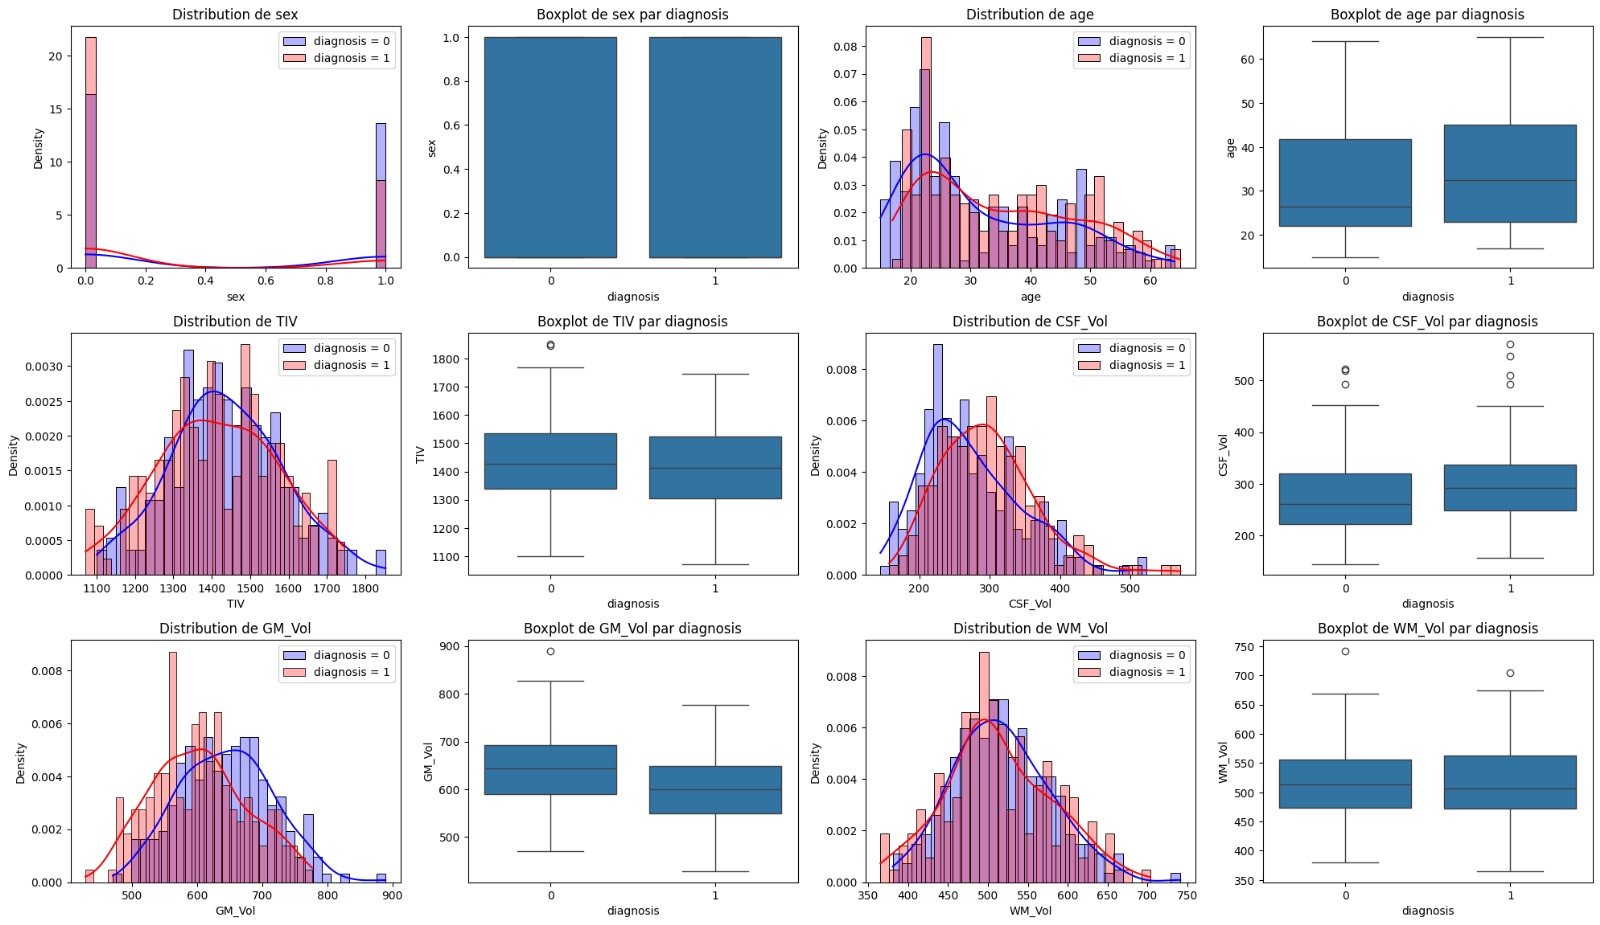 Distribution de sex
25
20
15
10
5
0
Density
diagnosis = 0
diagnosis = 1
0.0 0.2 0.4 0.6 0.8 1.0
sex
Boxplot de sex par diagnosis
1.0
0.8
0.6
0.4
0.2
0.0
sex
0 1
diagnosis
Distribution de age
0.08
0.07
0.06
0.05
0.04
0.03
0.02
0.01
0.00
Density
diagnosis = 0
diagnosis = 1
20 30 40 50 60
age
Boxplot de age par diagnosis
60
50
40
30
20
age
0 1
diagnosis
Distribution de TIV
0.0030
0.0025
0.0020
0.0015
0.0010
0.0005
0.0000
Density
diagnosis = 0
diagnosis = 1
1100 1200 1300 1400 1500 1600 1700 1800
TIV
Boxplot de TIV par diagnosis
1800
1700
1600
1500
1400
1300
1200
1100
TIV
0 1
diagnosis
Distribution de CSF_Vol
0.008
0.006
0.004
0.002
0.000
Density
diagnosis = 0
diagnosis = 1
200 300 400 500
CSF_Vol
Boxplot de CSF_Vol par diagnosis
500
400
300
200
CSF_Vol
0 1
diagnosis
Distribution de GM_Vol
0.008
0.006
0.004
0.002
0.000
Density
diagnosis = 0
diagnosis = 1
500 600 700 800 900
GM_Vol
Boxplot de GM_Vol par diagnosis
900
800
700
600
500
GM_Vol
0 1
diagnosis
Distribution de WM_Vol
0.008
0.006
0.004
0.002
0.000
Density
diagnosis = 0
diagnosis = 1
350 400 450 500 550 600 650 700 750
WM_Vol
Boxplot de WM_Vol par diagnosis
750
700
650
600
550
500
450
400
350
WM_Vol
0 1
diagnosis